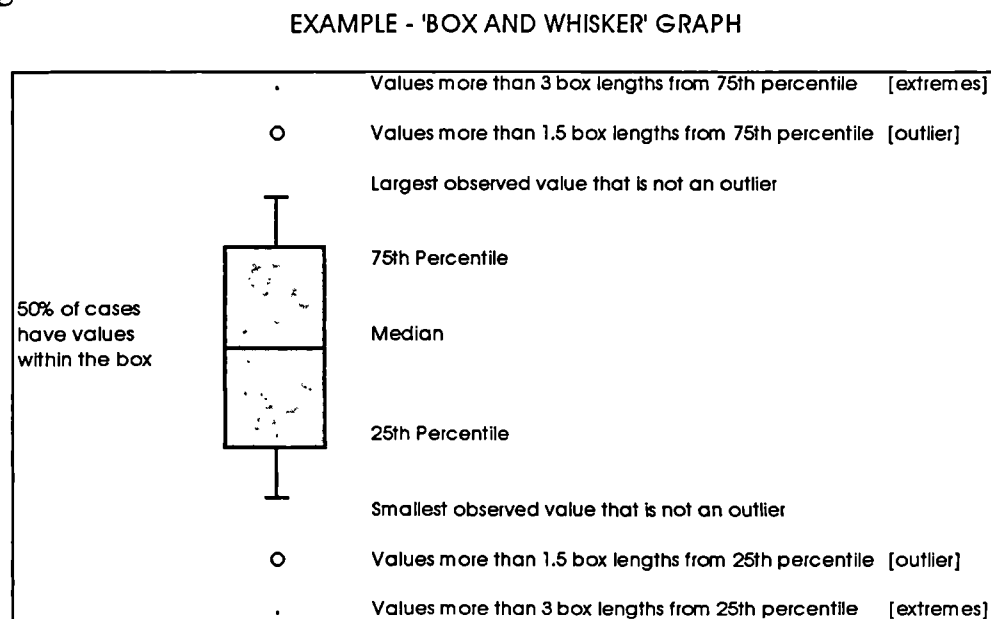 EXAMPLE - 'BOX AND WHISKER' GRAPH
Values more than 3 box lengths from 75th percentile [extremes]
Values more than 1.5 box lengths from 75th percentile [outlier]
Largest observed value that is not an outlier
75th Percentile
50% of cases
have values
within the box
Median
25th Percentile
Smallest observed value that is not an outlier
Values more than 1.5 box lengths from 25th percentile [outlier]
Values more than 3 box lengths from 25th percentile [extremes]